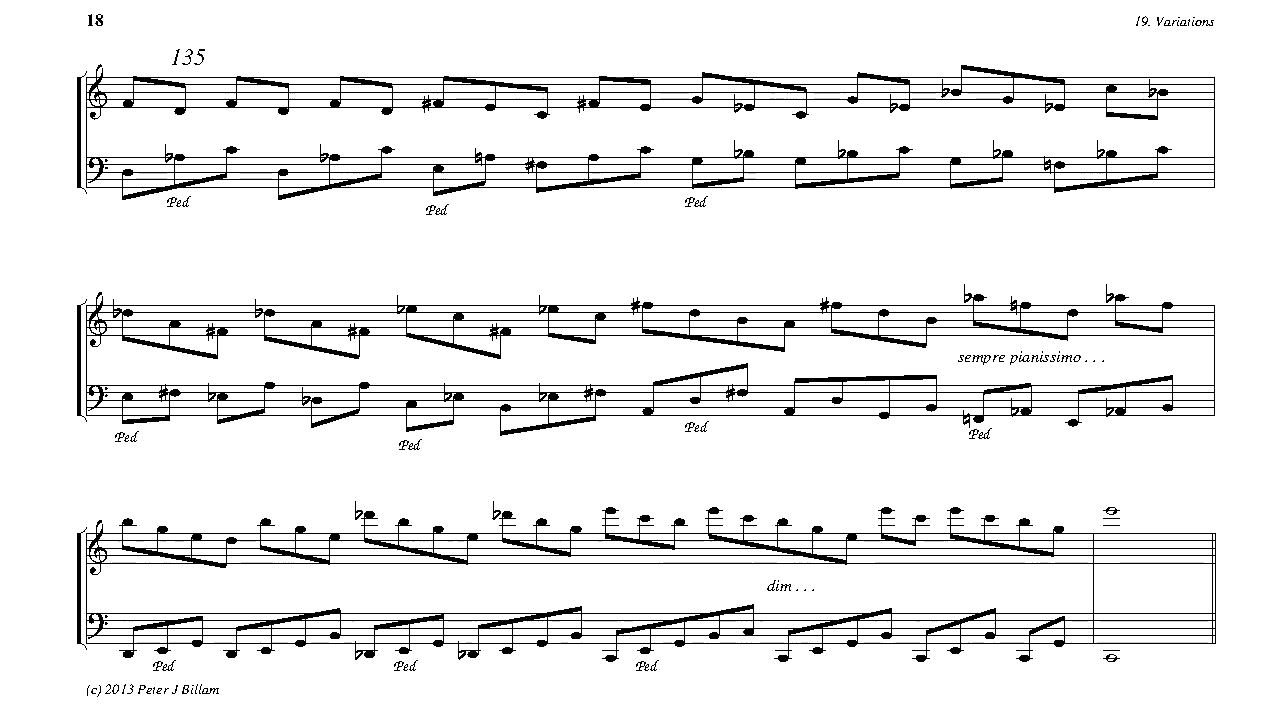 18 19. Variations
135
Ped Ped Ped
sempre pianissimo . . .
Ped Ped Ped Ped
dim . . .
Ped Ped Ped
(c) 2013 Peter J Billam